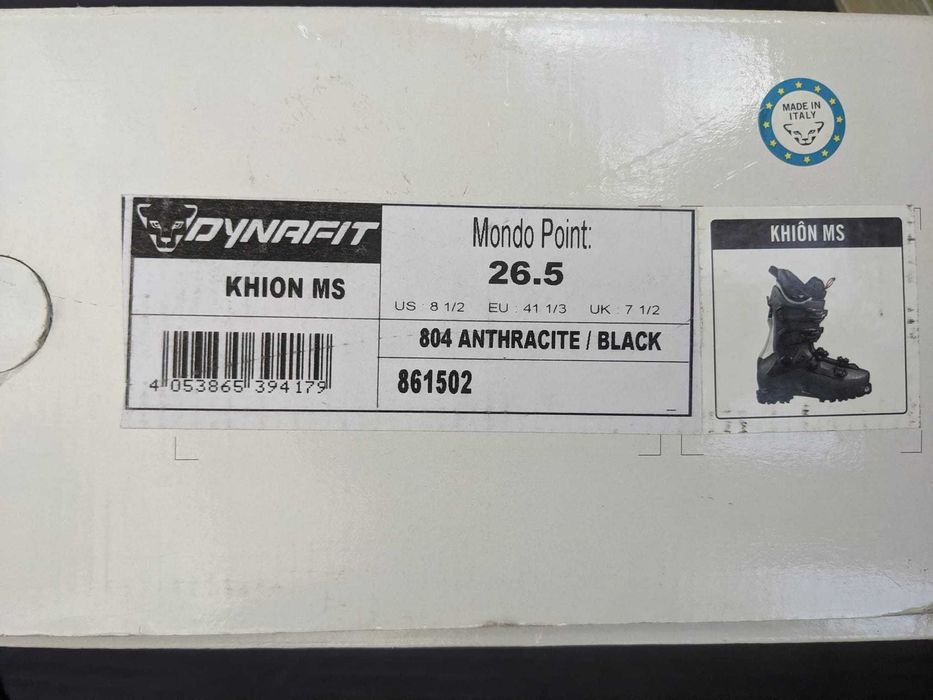 MADE IN
ITALY
DYNAFIT
KHION MS
4 053865 394179
Mondo Point:
26.5
US : 8 1/2 EU : 41 1/3 UK : 7 1/2
804 ANTHRACITE / BLACK
861502
KHIÔN MS